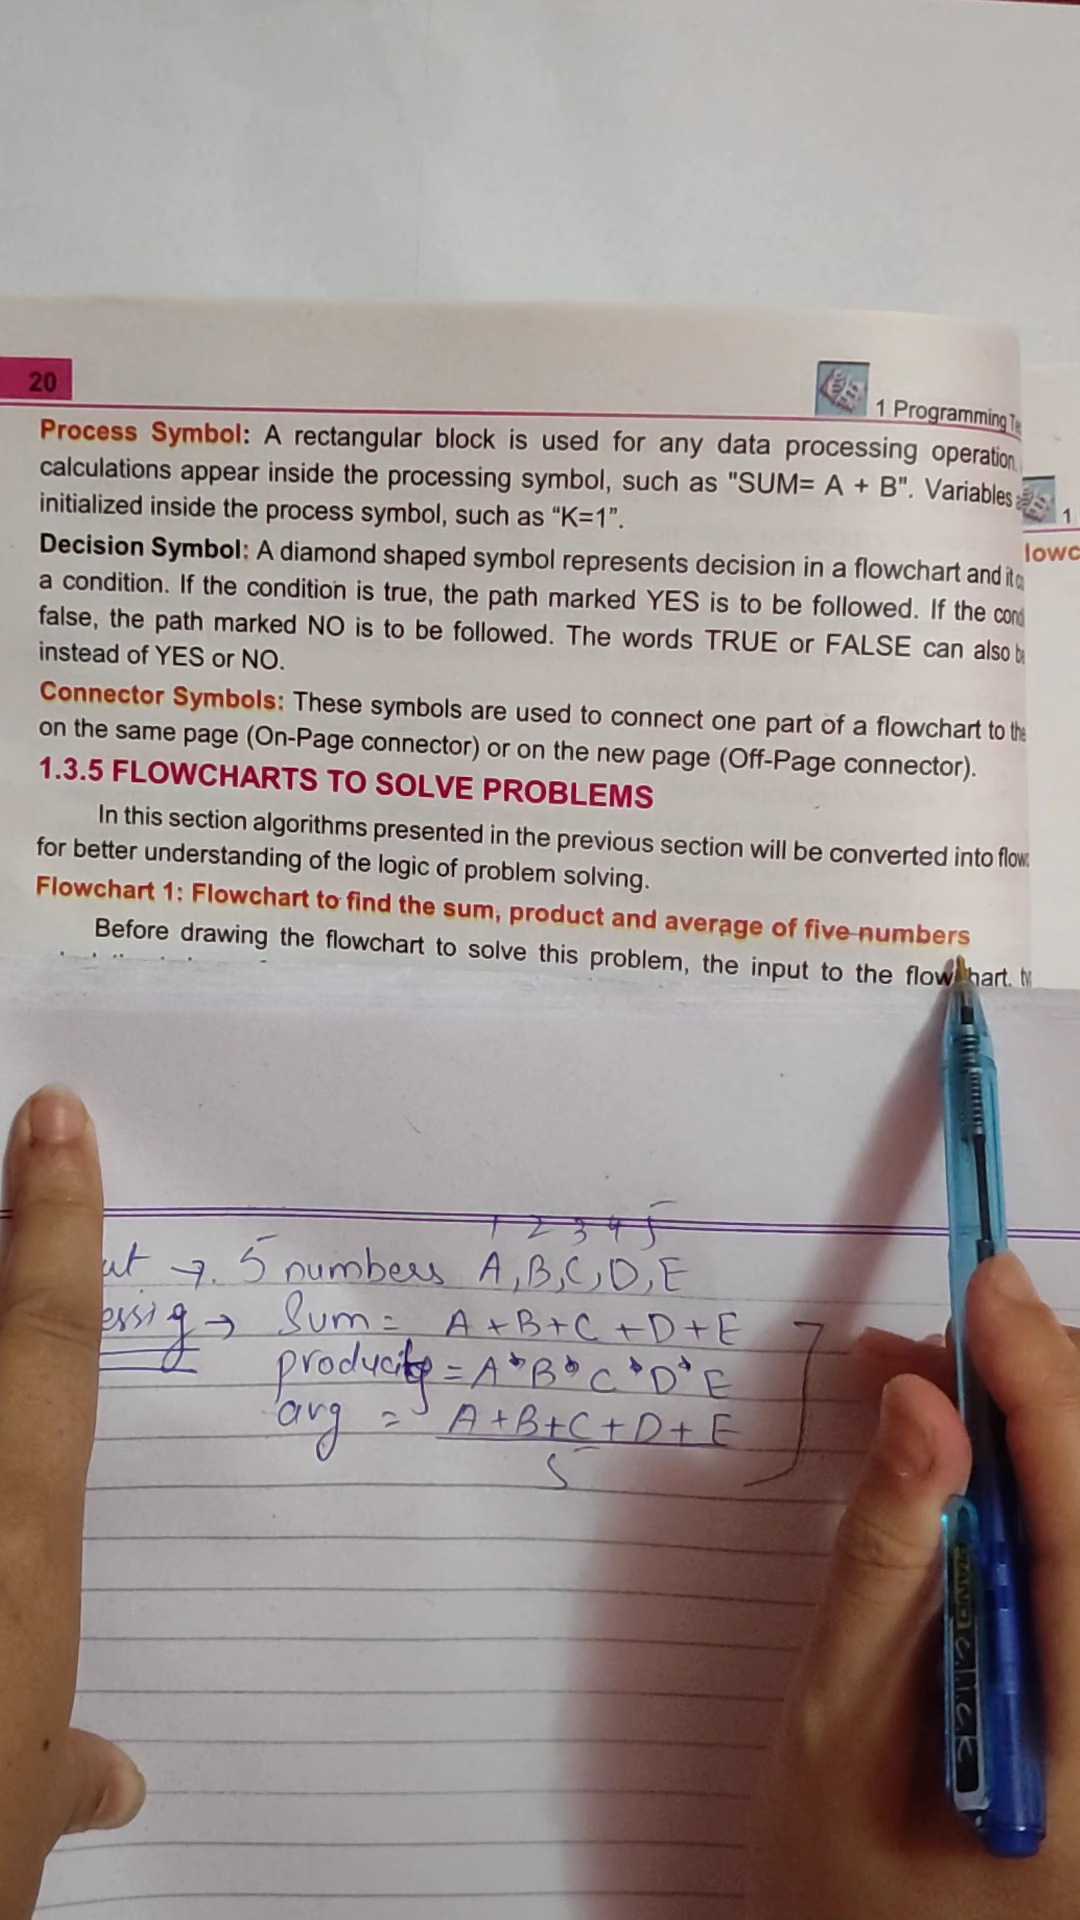 20
1 Programming
Process Symbol: A rectangular block is used for any data processing operation.
calculations appear inside the processing symbol, such as "SUM= A + B". Variables
initialized inside the process symbol, such as “K=1”.
1
Decision Symbol: A diamond shaped symbol represents decision in a flowchart and it
lowc
a condition. If the condition is true, the path marked YES is to be followed. If the cond
false, the path marked NO is to be followed. The words TRUE or FALSE can also
instead of YES or NO.
Connector Symbols: These symbols are used to connect one part of a flowchart to the
on the same page (On-Page connector) or on the new page (Off-Page connector).
1.3.5 FLOWCHARTS TO SOLVE PROBLEMS
In this section algorithms presented in the previous section will be converted into flow
for better understanding of the logic of problem solving.
Flowchart 1: Flowchart to find the sum, product and average of five numbers
Before drawing the flowchart to solve this problem, the input to the flowchart,
1 2 3 4 5
ut → 5 numbers A, B, C, D, E
essig → Sum = A + B + C + D + E
= A * B * C * D * E
avg = A + B + C + D + E
5
PIANO click